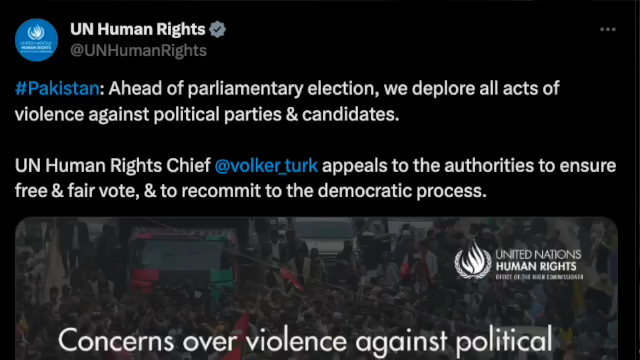 UN Human Rights
@UNHumanRights
#Pakistan: Ahead of parliamentary election, we deplore all acts of
violence against political parties & candidates.
UN Human Rights Chief @volker_turk appeals to the authorities to ensure
free & fair vote, & to recommit to the democratic process.
UNITED NATIONS
HUMAN RIGHTS
OFFICE OF THE HIGH COMMISSIONER
Concerns over violence against political